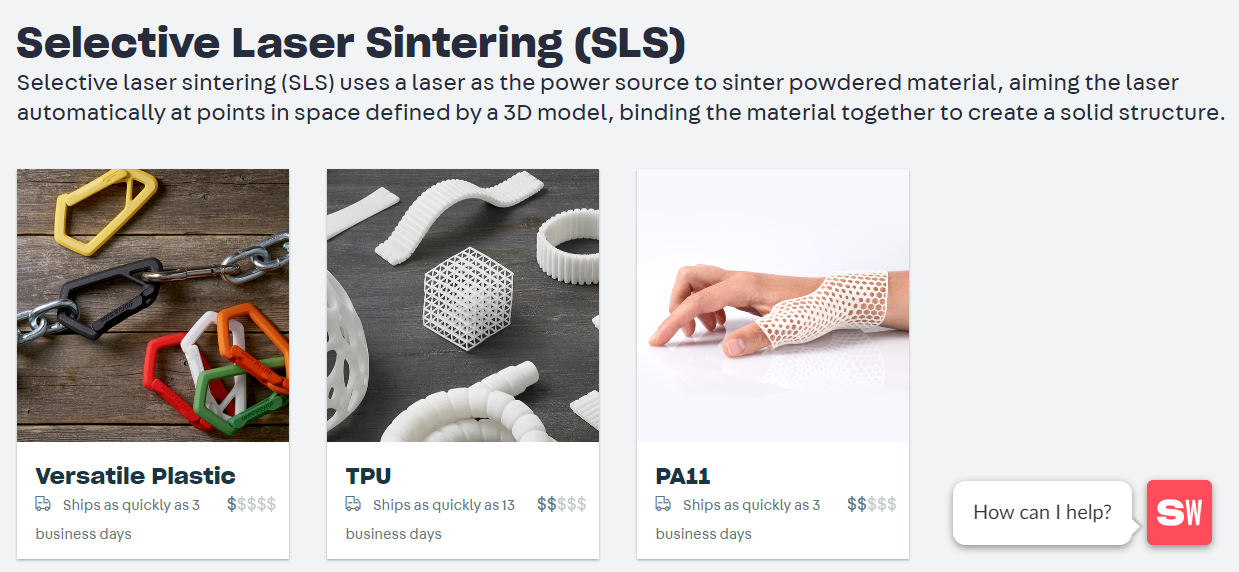 Selective Laser Sintering (SLS)
Selective laser sintering (SLS) uses a laser as the power source to sinter powdered material, aiming the laser
automatically at points in space defined by a 3D model, binding the material together to create a solid structure.
Versatile Plastic
Ships as quickly as 3 $$$$$
business days
TPU
Ships as quickly as 13 $$$$$
business days
PA11
Ships as quickly as 3 $$$$$
business days
How can I help?
SW